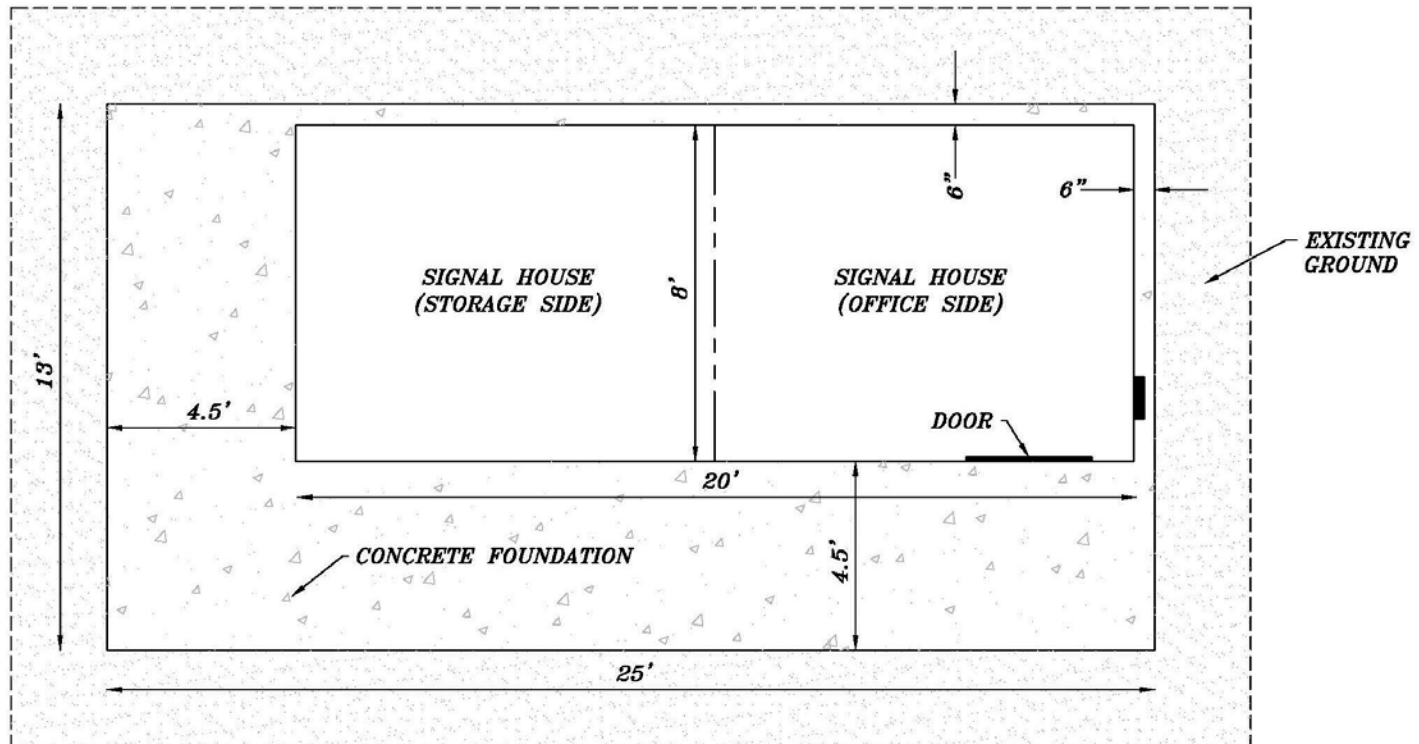 6”
6”
EXISTING
GROUND
SIGNAL HOUSE
(STORAGE SIDE)
8'
SIGNAL HOUSE
(OFFICE SIDE)
13'
4.5'
DOOR
20'
CONCRETE FOUNDATION
4.5'
25'